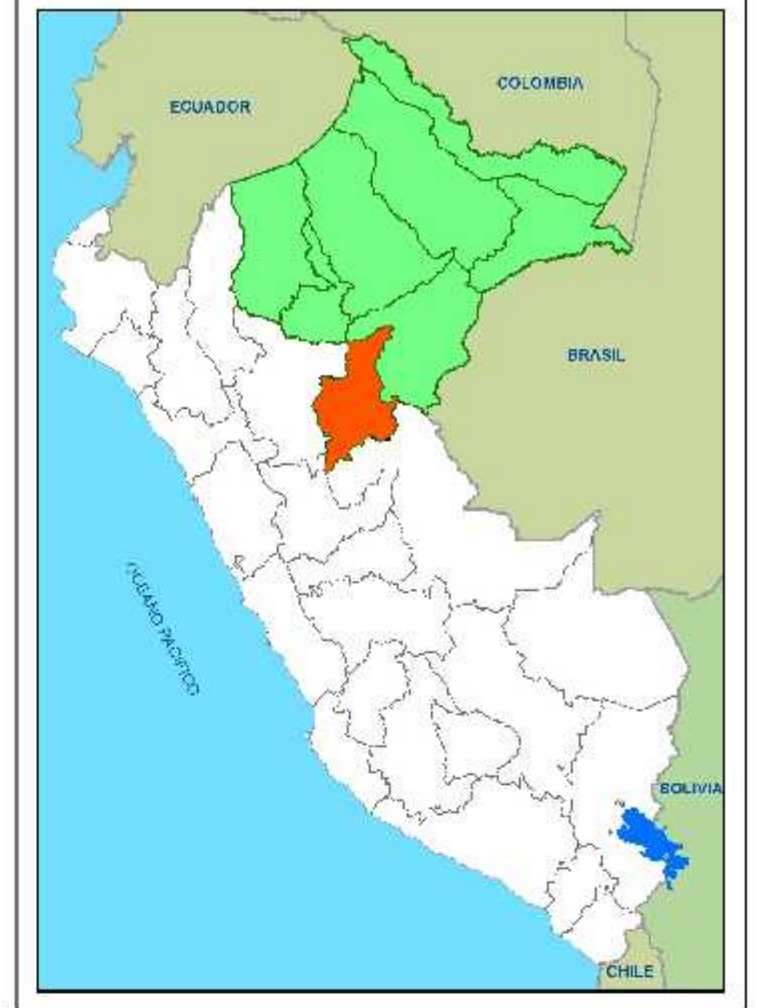 COLOMBIA
ECUADOR
BRASIL
OCEANO PACIFICO
BOLIVIA
CHILE